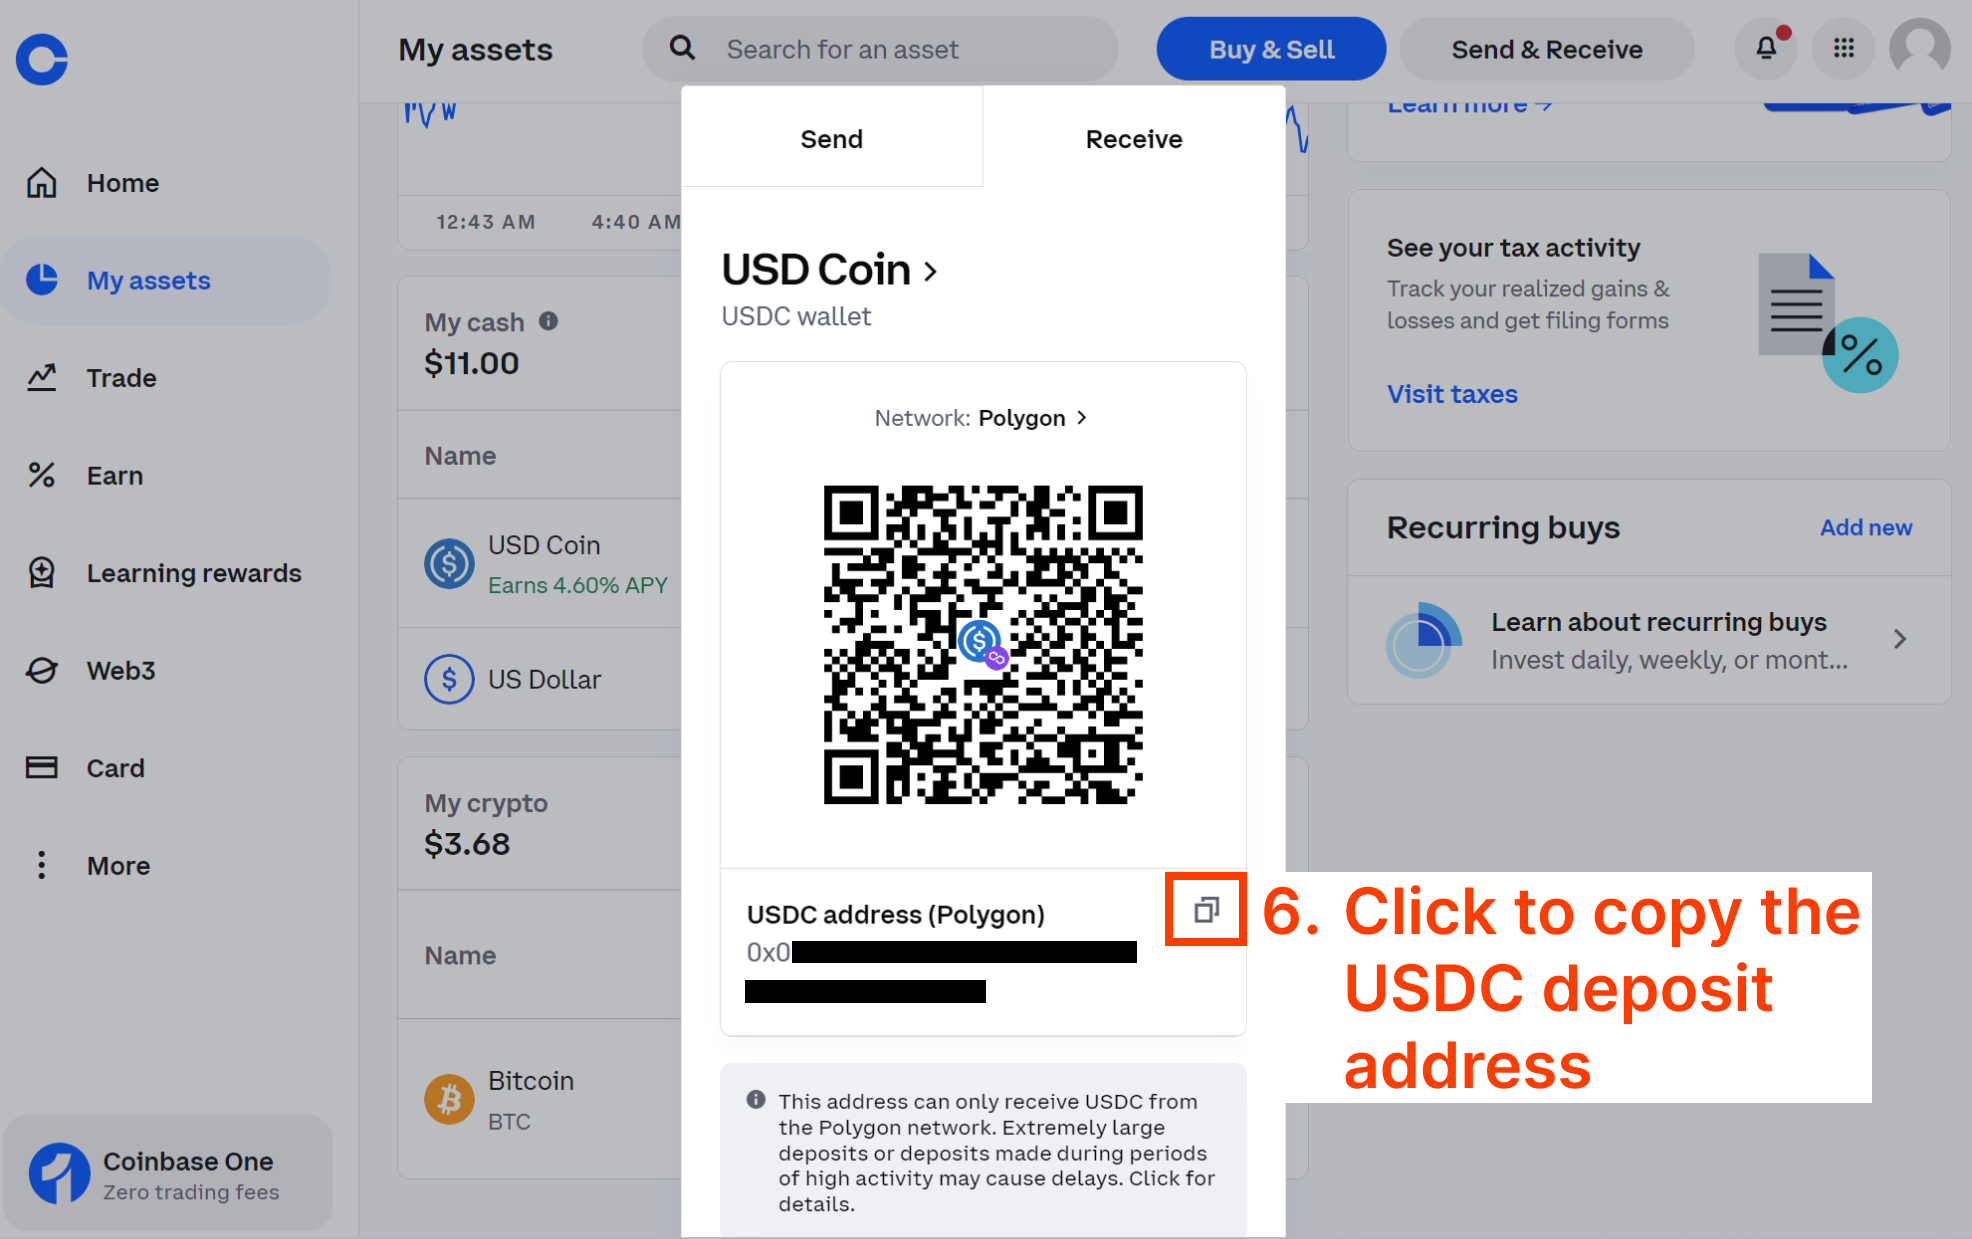 My assets
Search for an asset
Buy & Sell
Send & Receive
Home
My assets
Trade
Earn
Learning rewards
Web3
Card
More
Coinbase One
Zero trading fees
12:43 AM
4:40 AM
My cash
$11.00
Name
USD Coin
Earns 4.60% APY
US Dollar
My crypto
$3.68
Name
Bitcoin
BTC
Send
Receive
USD Coin
USDC wallet
Network: Polygon
USDC address (Polygon)
0x0
This address can only receive USDC from
the Polygon network. Extremely large
deposits or deposits made during periods
of high activity may cause delays. Click for
details.
6. Click to copy the
USDC deposit
address
Learn more →
See your tax activity
Track your realized gains &
losses and get filing forms
Visit taxes
Recurring buys
Add new
Learn about recurring buys
Invest daily, weekly, or mont...